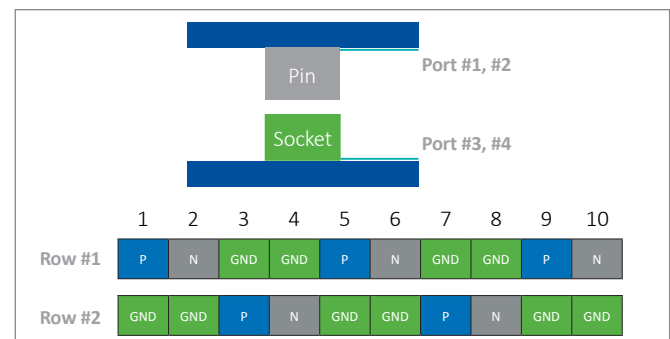 Pin
Port #1, #2
Socket
Port #3, #4
1 2 3 4 5 6 7 8 9 10
Row #1 P N GND GND P N GND GND P N
Row #2 GND GND P N GND GND P N GND GND